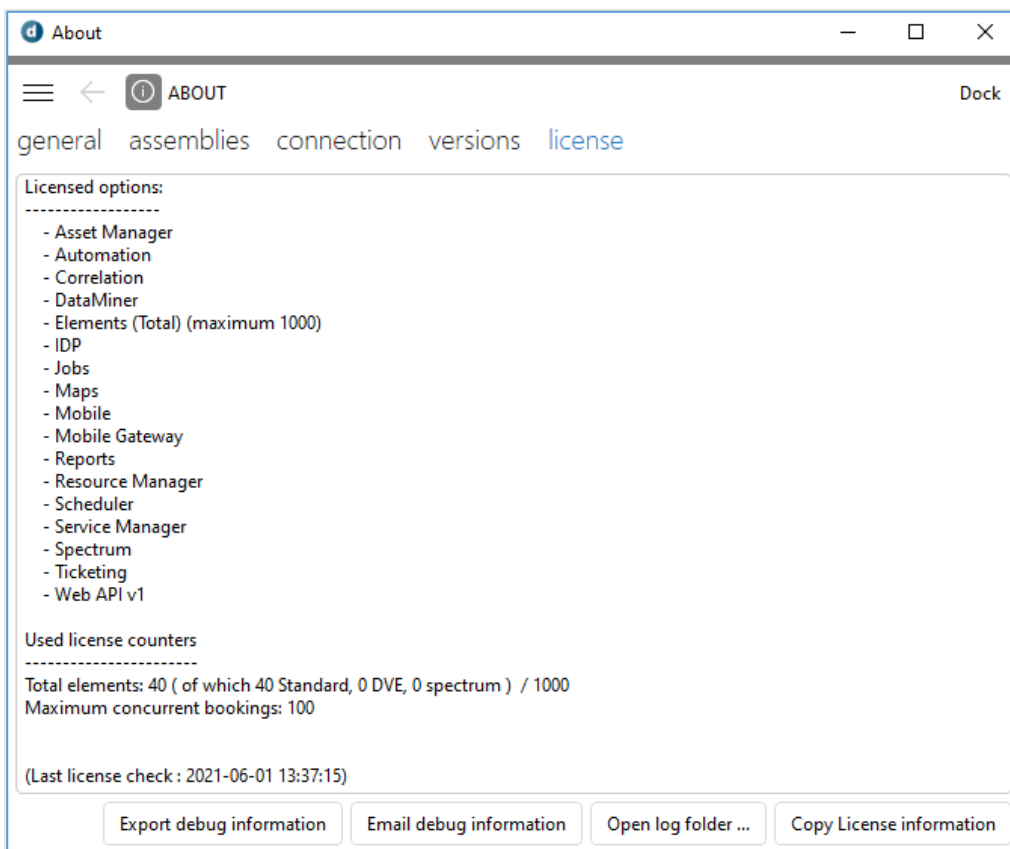 About
ABOUT
Dock
general assemblies connection versions license
Licensed options:
------------------
- Asset Manager
- Automation
- Correlation
- DataMiner
- Elements (Total) (maximum 1000)
- IDP
- Jobs
- Maps
- Mobile
- Mobile Gateway
- Reports
- Resource Manager
- Scheduler
- Service Manager
- Spectrum
- Ticketing
- Web API v1
Used license counters
-----------------------
Total elements: 40 ( of which 40 Standard, 0 DVE, 0 spectrum ) / 1000
Maximum concurrent bookings: 100
(Last license check : 2021-06-01 13:37:15)
Export debug information Email debug information Open log folder ... Copy License information